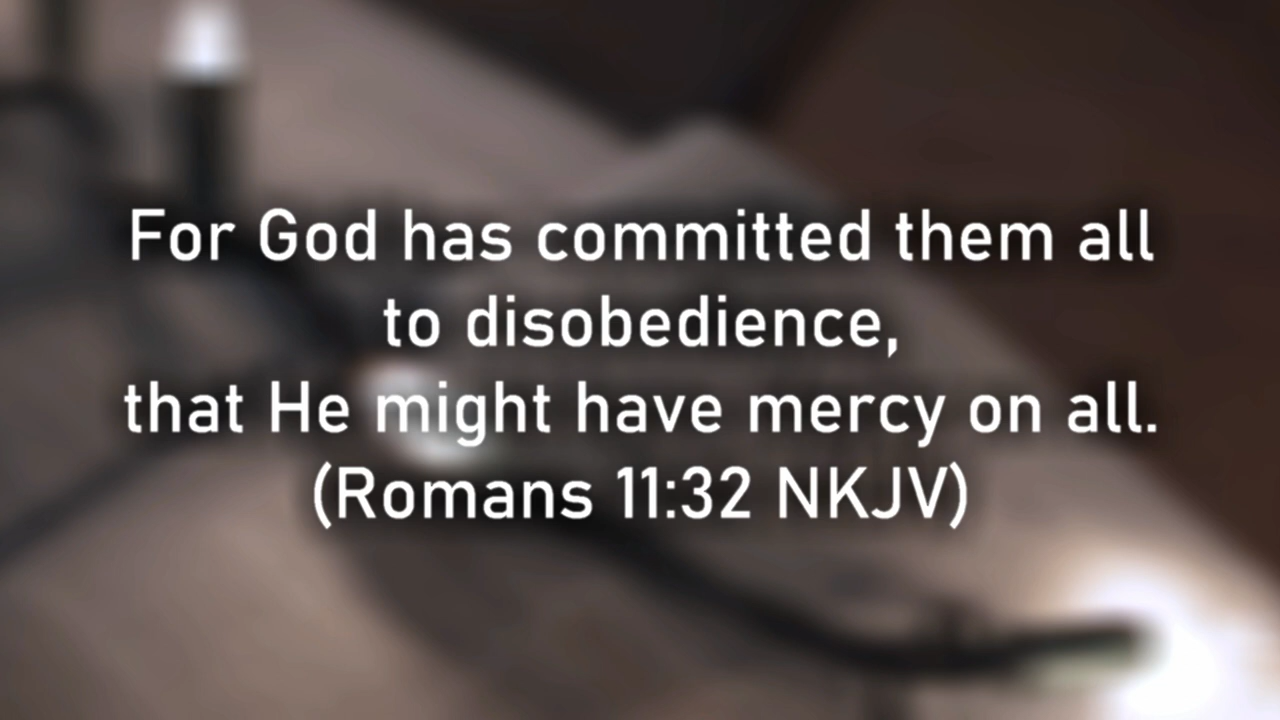 For God has committed them all
to disobedience,
that He might have mercy on all.
(Romans 11:32 NKJV)